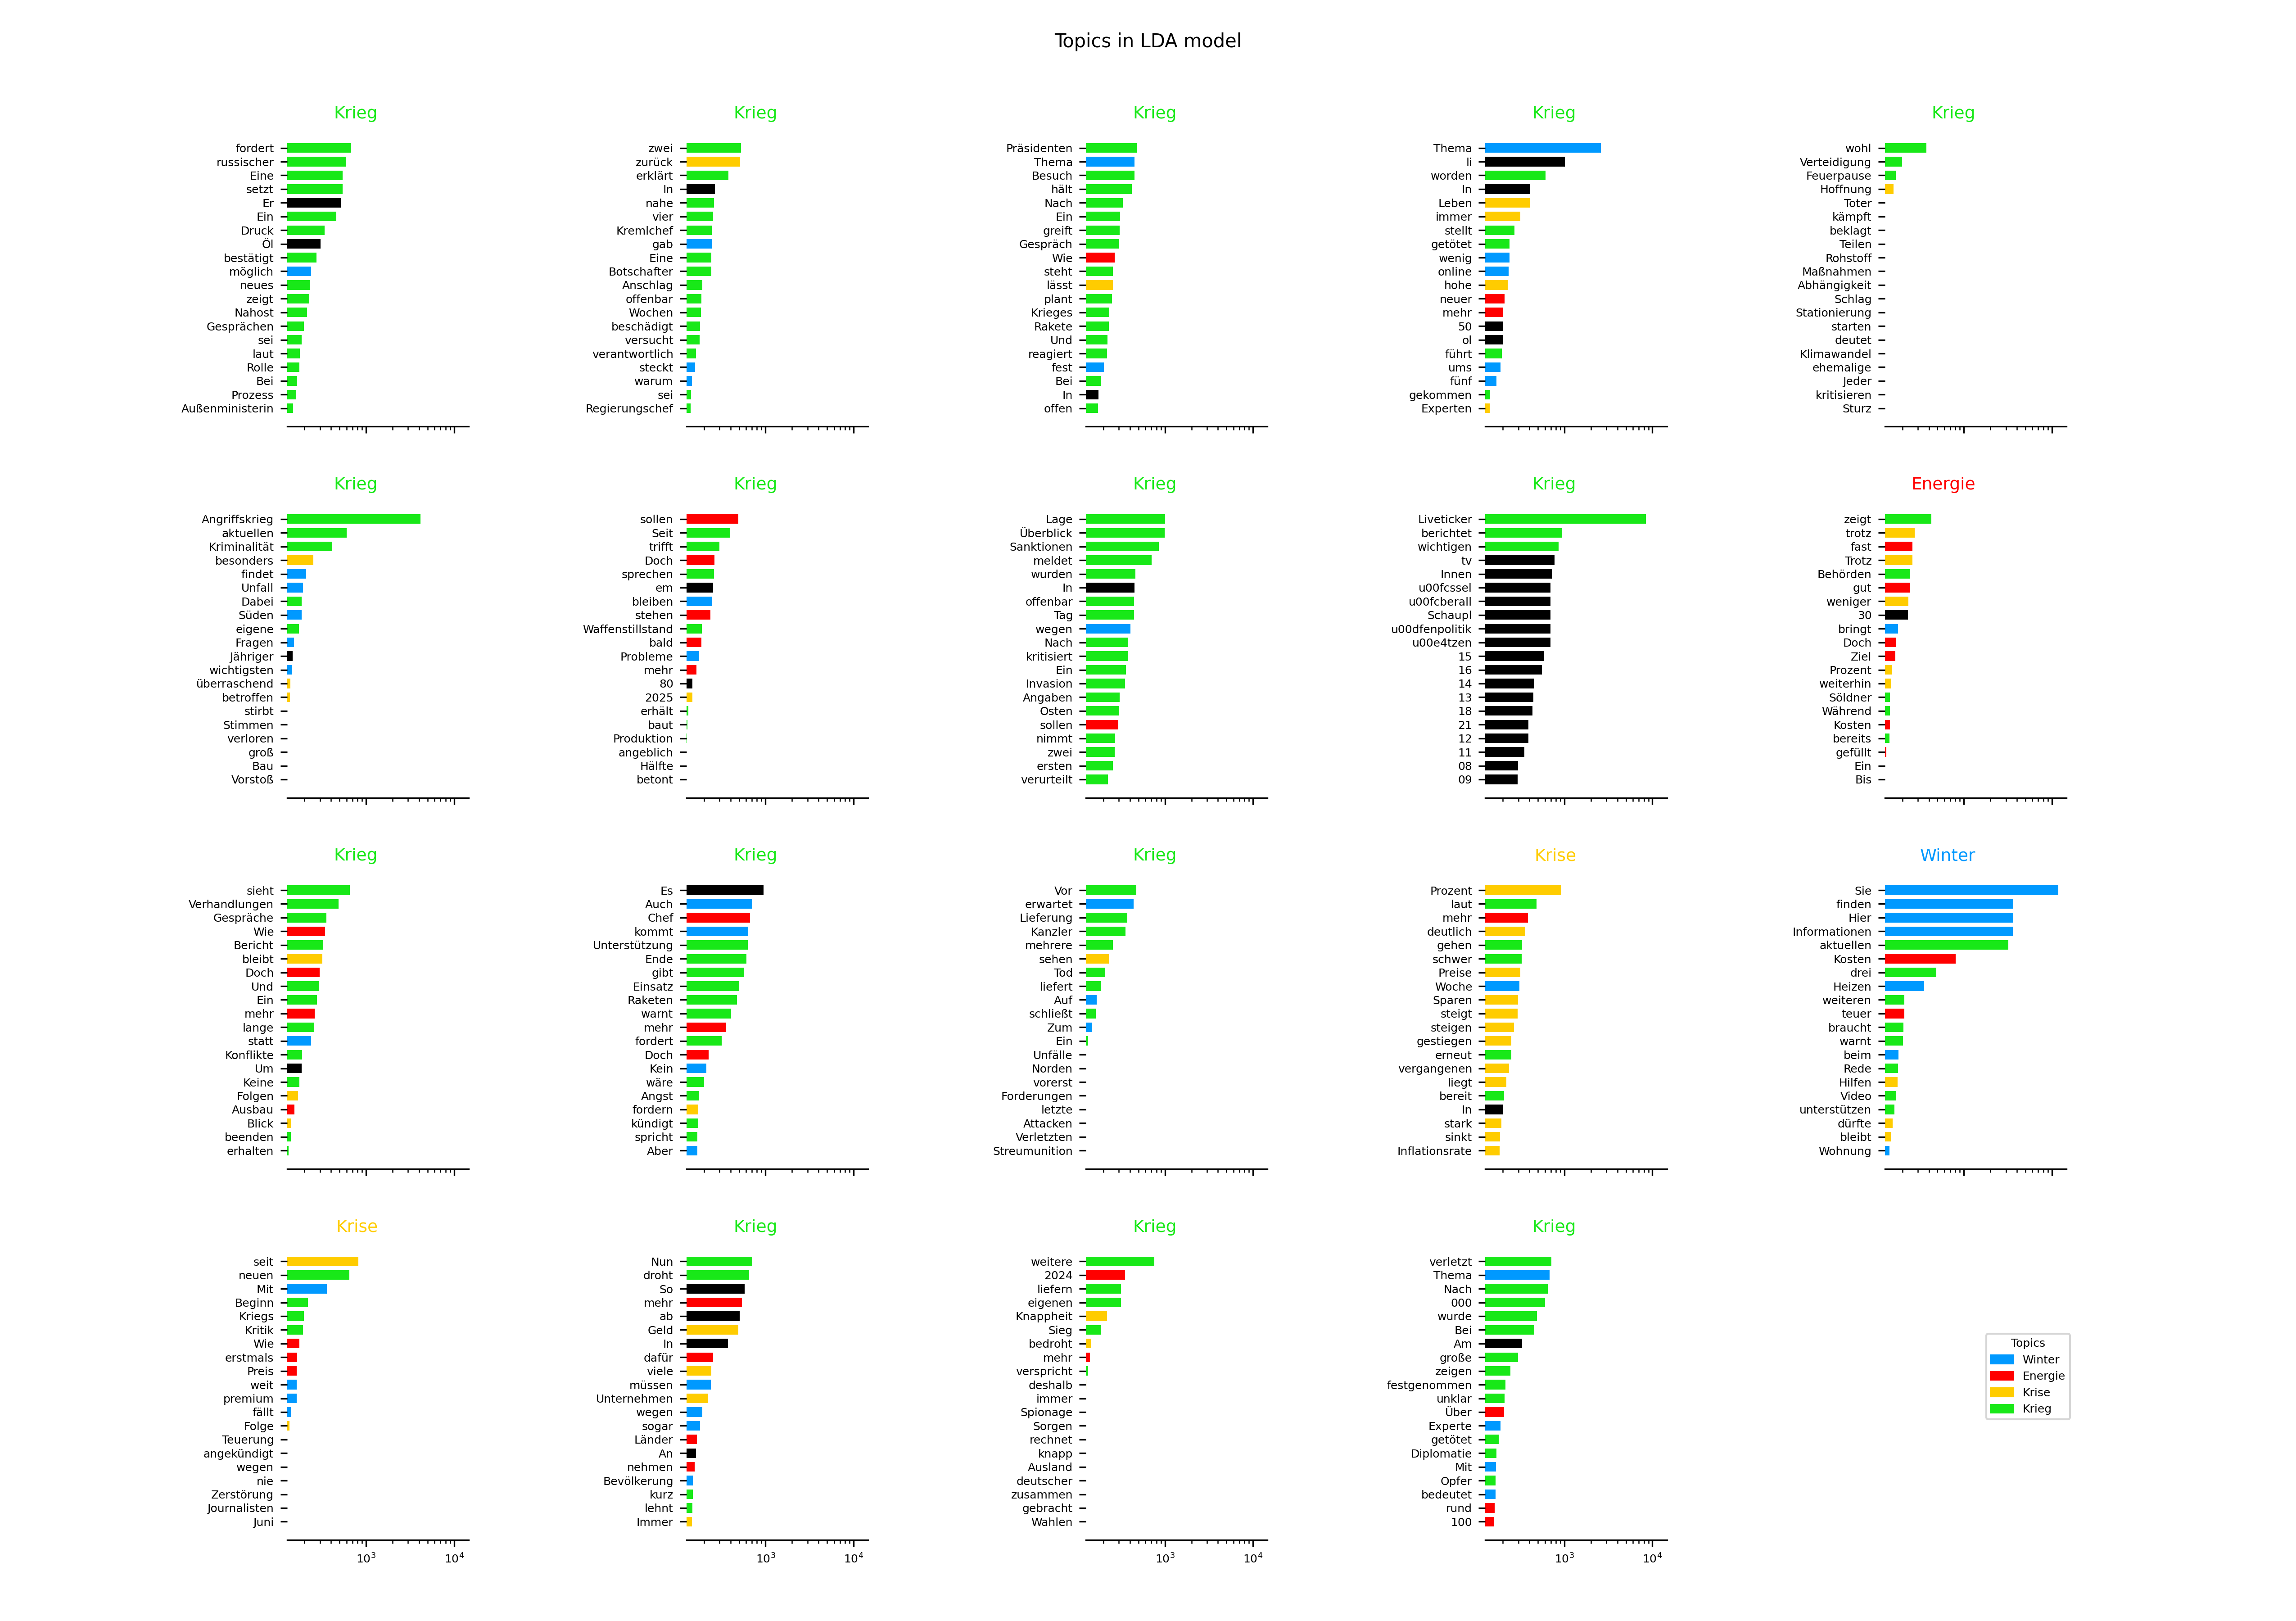 Topics in LDA model
Krieg
fordert
russischer
Eine
setzt
Er
Ein
Druck
Öl
bestätigt
möglich
neues
zeigt
Nahost
Gesprächen
sei
laut
Rolle
Bei
Prozess
Außenministerin
Krieg
zwei
zurück
erklärt
In
nahe
vier
Kremlchef
gab
Eine
Botschafter
Anschlag
offenbar
Wochen
beschädigt
versucht
verantwortlich
steckt
warum
sei
Regierungschef
Krieg
Präsidenten
Thema
Besuch
hält
Nach
Ein
greift
Gespräch
Wie
steht
lässt
plant
Krieges
Rakete
Und
reagiert
fest
Bei
In
offen
Krieg
Thema
li
worden
In
Leben
immer
stellt
getötet
wenig
online
hohe
neuer
mehr
50
ol
führt
ums
fünf
gekommen
Experten
Krieg
wohl
Verteidigung
Feuerpause
Hoffnung
Toter
kämpft
beklagt
Teilen
Rohstoff
Maßnahmen
Abhängigkeit
Schlag
Stationierung
starten
deutet
Klimawandel
ehemalige
Jeder
kritisieren
Sturz
Krieg
Angriffskrieg
aktuellen
Kriminalität
besonders
findet
Unfall
Dabei
Süden
eigene
Fragen
Jähriger
wichtigsten
überraschend
betroffen
stirbt
Stimmen
verloren
groß
Bau
Vorstoß
Krieg
sollen
Seit
trifft
Doch
sprechen
em
bleiben
stehen
Waffenstillstand
bald
Probleme
mehr
80
2025
erhält
baut
Produktion
angeblich
Hälfte
betont
Krieg
Lage
Überblick
Sanktionen
meldet
wurden
In
offenbar
Tag
wegen
Nach
kritisiert
Ein
Invasion
Angaben
Osten
sollen
nimmt
zwei
ersten
verurteilt
Krieg
Liveticker
berichtet
wichtigen
tv
Innen
u00fcssel
u00fcberall
Schaupl
u00dfenpolitik
u00e4tzen
15
16
14
13
18
21
12
11
08
09
Energie
zeigt
trotz
fast
Trotz
Behörden
gut
weniger
30
bringt
Doch
Ziel
Prozent
weiterhin
Söldner
Während
Kosten
bereits
gefüllt
Ein
Bis
Krieg
sieht
Verhandlungen
Gespräche
Wie
Bericht
bleibt
Doch
Und
Ein
mehr
lange
statt
Konflikte
Um
Keine
Folgen
Ausbau
Blick
beenden
erhalten
Krieg
Es
Auch
Chef
kommt
Unterstützung
Ende
gibt
Einsatz
Raketen
warnt
mehr
fordert
Doch
Kein
wäre
Angst
fordern
kündigt
spricht
Aber
Krieg
Vor
erwartet
Lieferung
Kanzler
mehrere
sehen
Tod
liefert
Auf
schließt
Zum
Ein
Unfälle
Norden
vorerst
Forderungen
letzte
Attacken
Verletzten
Streumunition
Krise
Prozent
laut
mehr
deutlich
gehen
schwer
Preise
Woche
Sparen
steigt
steigen
gestiegen
erneut
vergangenen
liegt
bereit
In
stark
sinkt
Inflationsrate
Winter
Sie
finden
Hier
Informationen
aktuellen
Kosten
drei
Heizen
weiteren
teuer
braucht
warnt
beim
Rede
Hilfen
Video
unterstützen
dürfte
bleibt
Wohnung
Krise
seit
neuen
Mit
Beginn
Kriegs
Kritik
Wie
erstmals
Preis
weit
premium
fällt
Folge
Teuerung
angekündigt
wegen
nie
Zerstörung
Journalisten
Juni
10³ 10⁴
Krieg
Nun
droht
So
mehr
ab
Geld
In
dafür
viele
müssen
Unternehmen
wegen
sogar
Länder
An
nehmen
Bevölkerung
kurz
lehnt
Immer
10³ 10⁴
Krieg
weitere
2024
liefern
eigenen
Knappheit
Sieg
bedroht
mehr
verspricht
deshalb
immer
Spionage
Sorgen
rechnet
knapp
Ausland
deutscher
zusammen
gebracht
Wahlen
10³ 10⁴
Krieg
verletzt
Thema
Nach
000
wurde
Bei
Am
große
zeigen
festgenommen
unklar
Über
Experte
getötet
Diplomatie
Mit
Opfer
bedeutet
rund
100
10³ 10⁴
Topics
Winter
Energie
Krise
Krieg